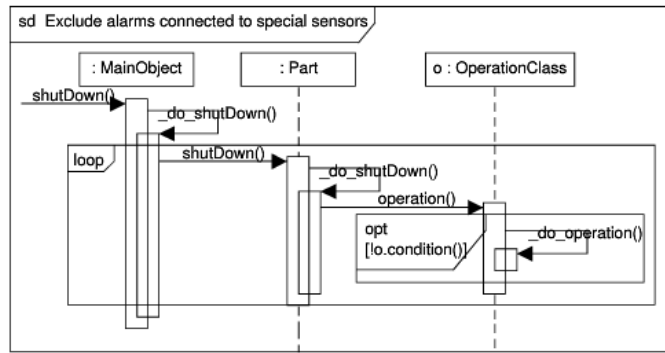 sd Exclude alarms connected to special sensors
: MainObject
: Part
o : OperationClass
shutDown()
_do_shutDown()
loop
shutDown()
_do_shutDown()
operation()
opt
[!o.condition()]
_do_operation()